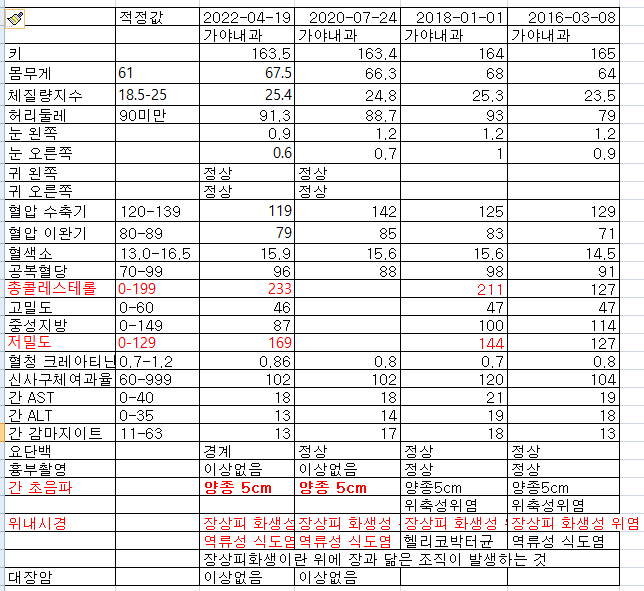 적정값 2022-04-19 2020-07-24 2018-01-01 2016-03-08
가야내과 가야내과 가야내과 가야내과
키 163.5 163.4 164 165
몸무게 61 67.5 66.3 68 64
체질량지수 18.5-25 25.4 24.8 25.3 23.5
허리둘레 90미만 91.3 88.7 93 79
눈 왼쪽 0.9 1.2 1.2 1.2
눈 오른쪽 0.6 0.7 1 0.9
귀 왼쪽 정상 정상
귀 오른쪽 정상 정상
혈압 수축기 120-139 119 142 125 129
혈압 이완기 80-89 79 85 83 71
혈색소 13.0-16.5 15.9 15.6 15.6 14.5
공복혈당 70-99 96 88 98 91
총콜레스테롤 0-199 233 211 127
고밀도 0-60 46 47 47
중성지방 0-149 87 100 114
저밀도 0-129 169 144 127
혈청 크레아티닌 0.7-1.2 0.86 0.8 0.7 0.8
신사구체여과율 60-999 102 102 120 104
간 AST 0-40 18 18 21 19
간 ALT 0-35 13 14 19 18
간 감마지이트 11-63 13 17 18 13
요단백 경계 정상 정상 정상
흉부촬영 이상없음 이상없음 정상 정상
간 초음파 양종 5cm 양종 5cm 양종5cm 양종5cm
위축성위염 위축성위염
위내시경 장상피 화생성 장상피 화생성 장상피 화생성 장상피 화생성 위염
역류성 식도염 역류성 식도염 헬리코박터균 역류성 식도염
장상피화생이란 위에 장과 닮은 조직이 발생하는 것
대장암 이상없음 이상없음